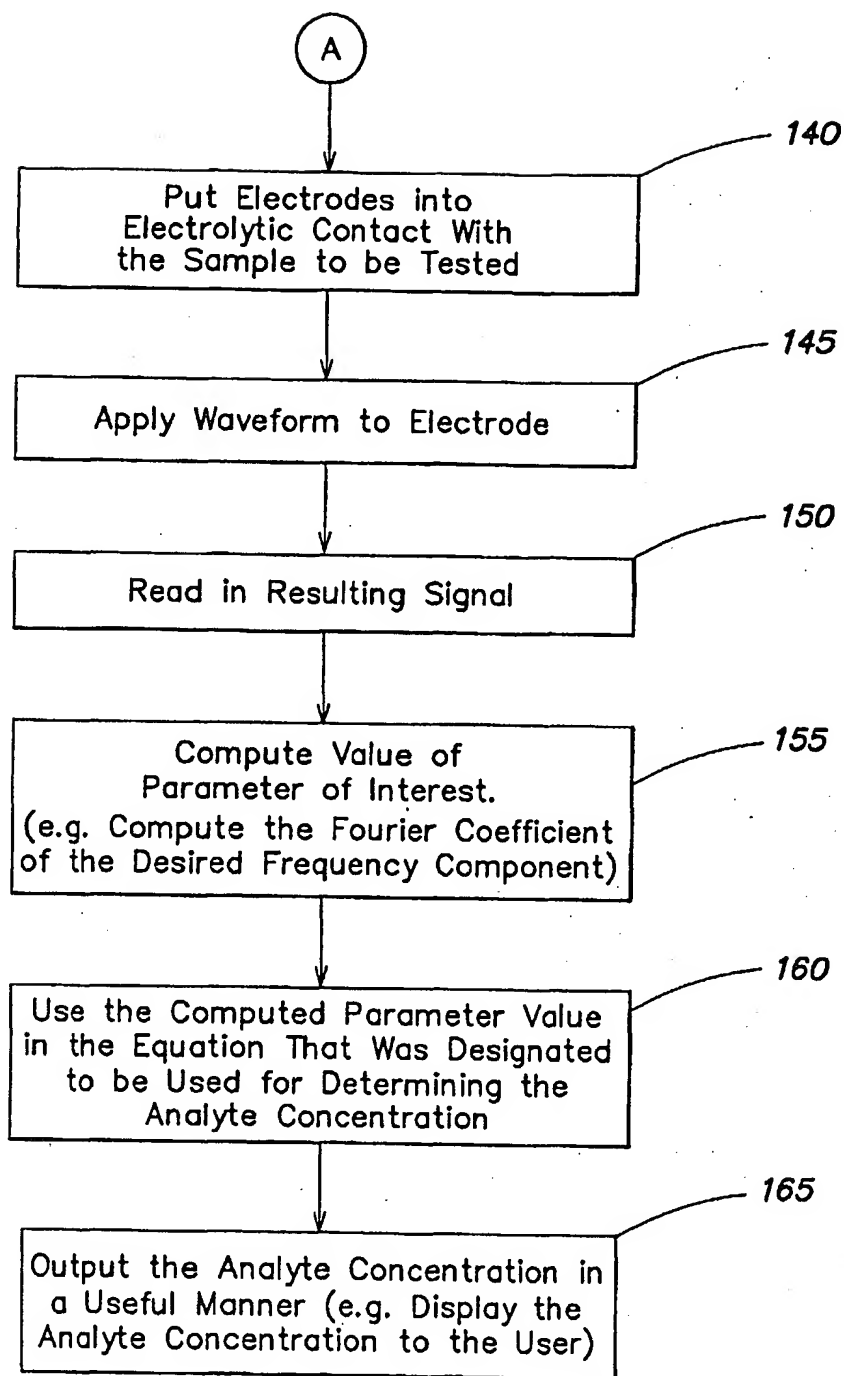 A
140
Put Electrodes into
Electrolytic Contact With
the Sample to be Tested
145
Apply Waveform to Electrode
150
Read in Resulting Signal
155
Compute Value of
Parameter of Interest.
(e.g. Compute the Fourier Coefficient
of the Desired Frequency Component)
160
Use the Computed Parameter Value
in the Equation That Was Designated
to be Used for Determining the
Analyte Concentration
165
Output the Analyte Concentration in
a Useful Manner (e.g. Display the
Analyte Concentration to the User)